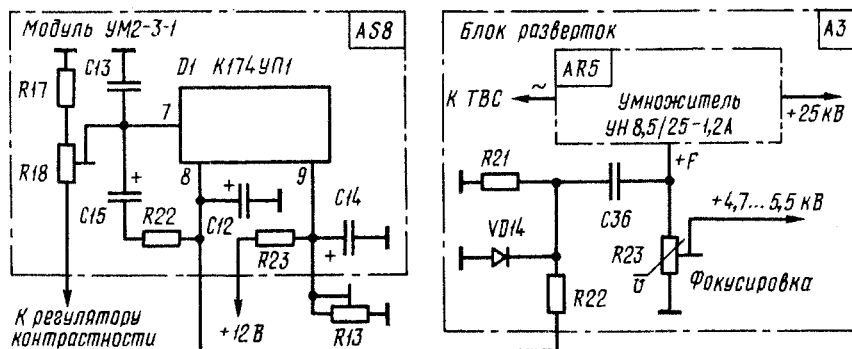 Модуль УМ2-3-1
AS8
C13
D1 К174УП1
R17
7
R18
8
9
+
+
C14
C15
R22
C12
R23
+
К регулятору
контрастности
+12 В
R13
Блок разверток
A3
AR5
К ТВС
~
Умножитель
УН 8,5/25-1,2А
+25 кВ
R21
+F
C36
+4,7...5,5 кВ
VD14
R23
U
Фокусировка
R22